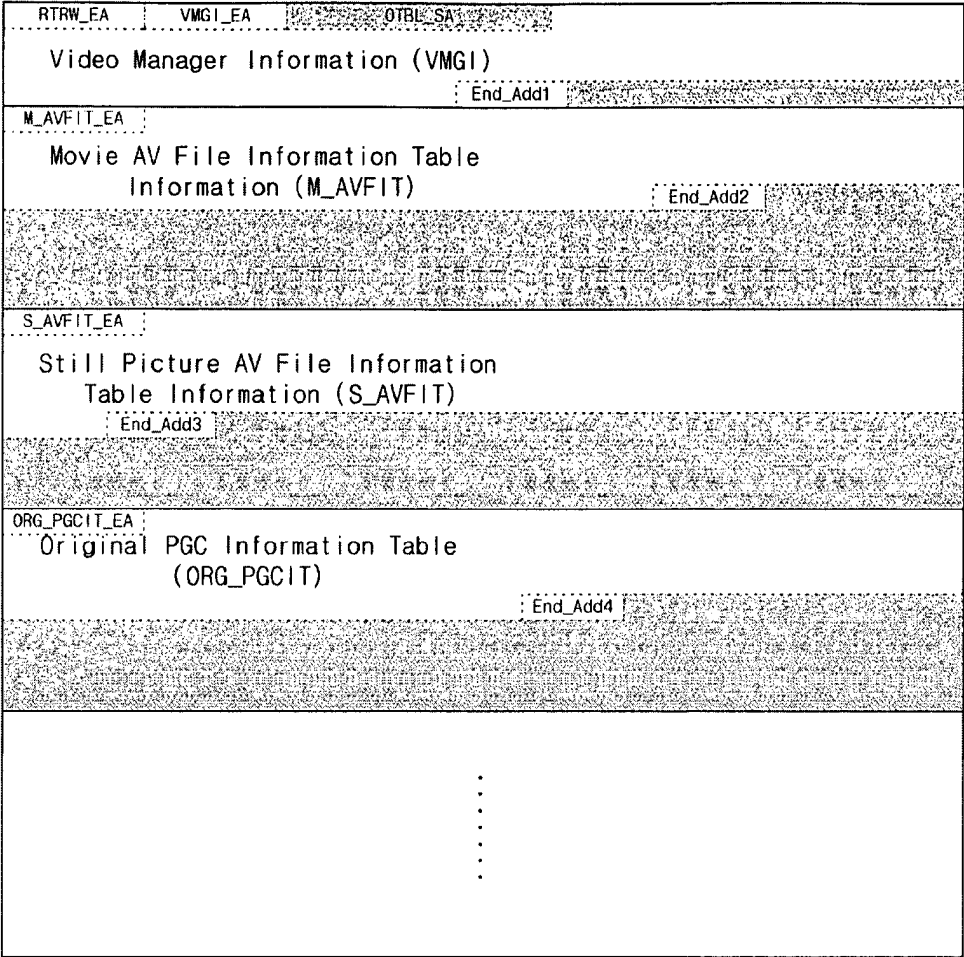 RTRW_EA VMGI_EA OTBL_SA
Video Manager Information (VMGI)
End_Add1
M_AVFIT_EA
Movie AV File Information Table
Information (M_AVFIT)
End_Add2
S_AVFIT_EA
Still Picture AV File Information
Table Information (S_AVFIT)
End_Add3
ORG_PGCIT_EA
Original PGC Information Table
(ORG_PGCIT)
End_Add4